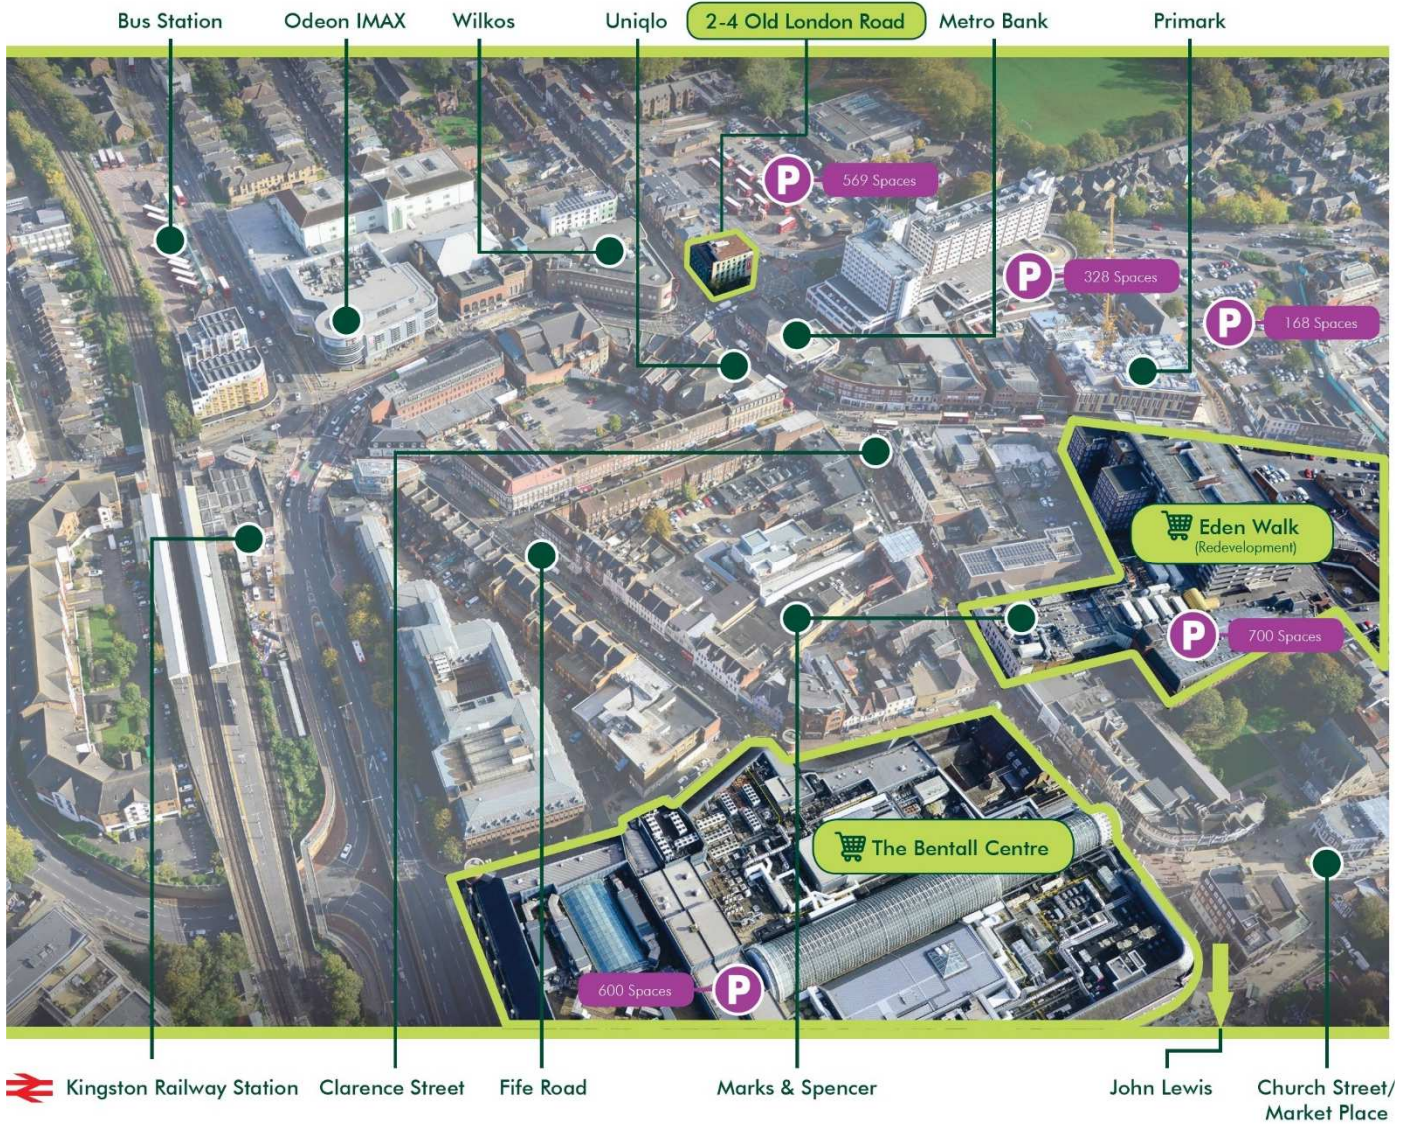 Bus Station
Odeon IMAX
Wilkos
Uniqlo
2-4 Old London Road
Metro Bank
Primark
P 569 Spaces
P 328 Spaces
P 168 Spaces
Eden Walk
(Redevelopment)
P 700 Spaces
The Bentall Centre
600 Spaces P
Kingston Railway Station
Clarence Street
Fife Road
Marks & Spencer
John Lewis
Church Street/
Market Place